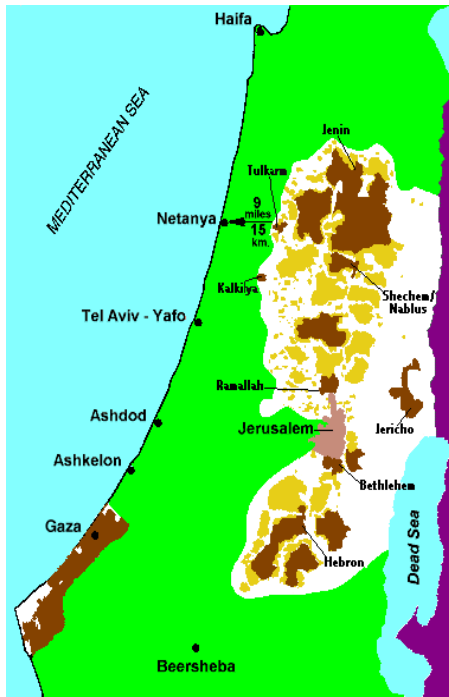 Haifa
MEDITERRANEAN SEA
Jenin
Tulkarm
9
miles
Netanya
15
km.
Kalkilya
Shechem/
Nablus
Tel Aviv - Yafo
Ramallah
Ashdod
Jerusalem
Jericho
Ashkelon
Bethlehem
Gaza
Hebron
Dead Sea
Beersheba